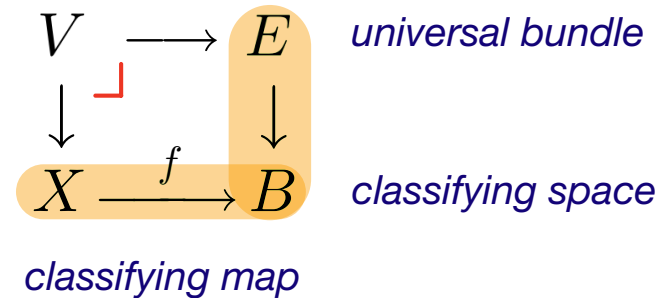 V E universal bundle
f
X B classifying space
classifying map